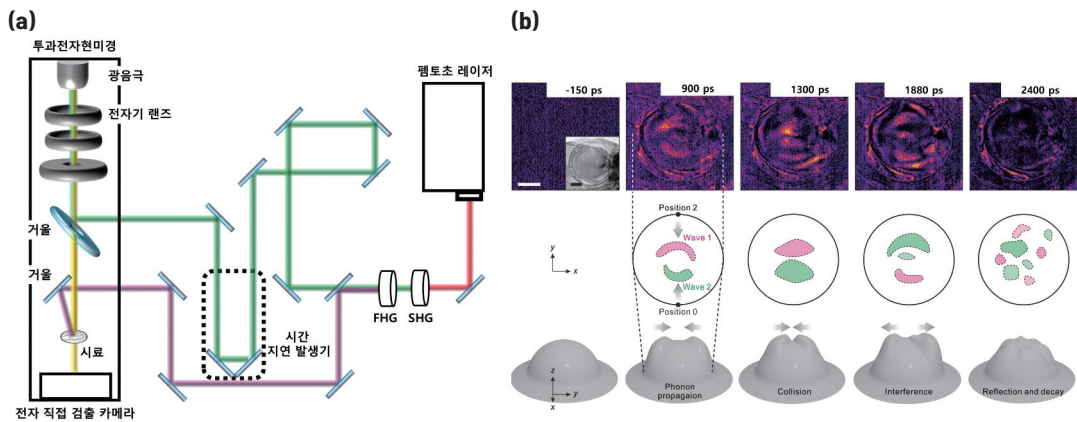 (a)
투과전자현미경
광음극
전자기 랜즈
거울
거울
시료
전자 직접 검출 카메라
펨토초 레이저
FHG
SHG
시간
지연 발생기
(b)
-150 ps
900 ps
1300 ps
1880 ps
2400 ps
Position 2
Wave 1
Wave 2
Position 0
y
x
z
y
x
Phonon
propagaion
Collision
Interference
Reflection and decay